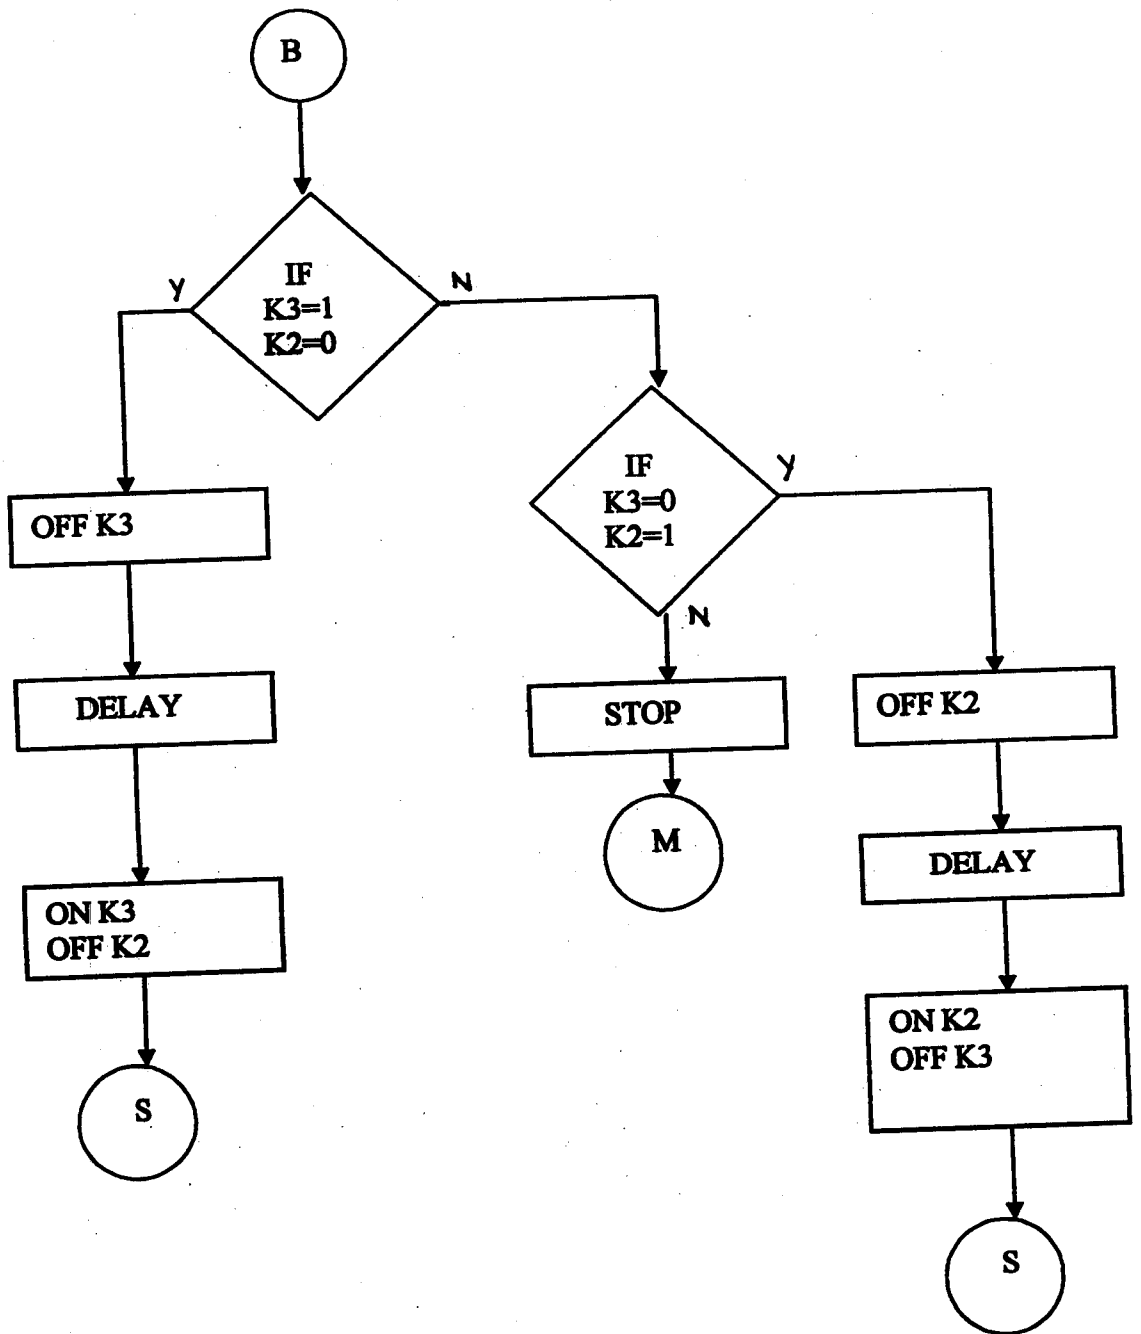 B
IF
K3=1
K2=0
Y
N
IF
K3=0
K2=1
Y
N
OFF K3
DELAY
ON K3
OFF K2
S
STOP
M
OFF K2
DELAY
ON K2
OFF K3
S